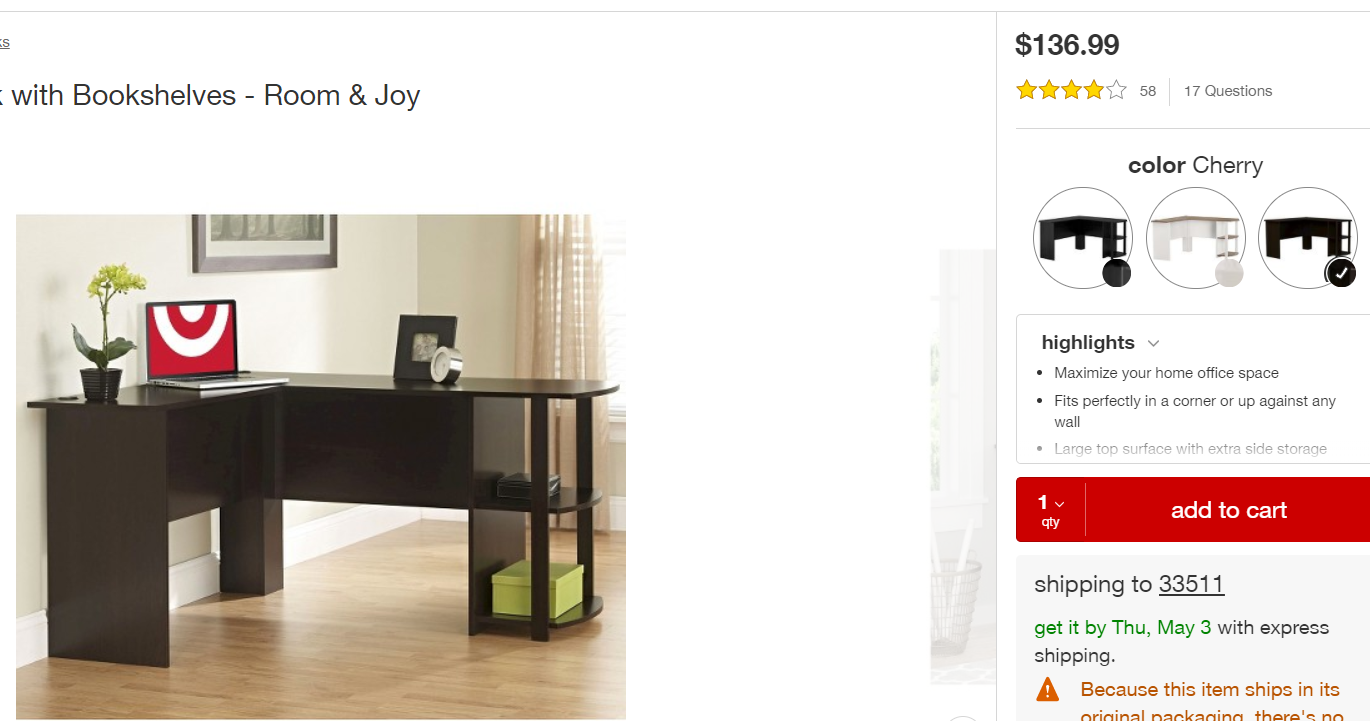 $136.99
with Bookshelves - Room & Joy
58
17 Questions
color Cherry
highlights
Maximize your home office space
Fits perfectly in a corner or up against any
wall
Large top surface with extra side storage
1
qty
add to cart
shipping to 33511
get it by Thu, May 3 with express
shipping.
Because this item ships in its
original packaging, there's no